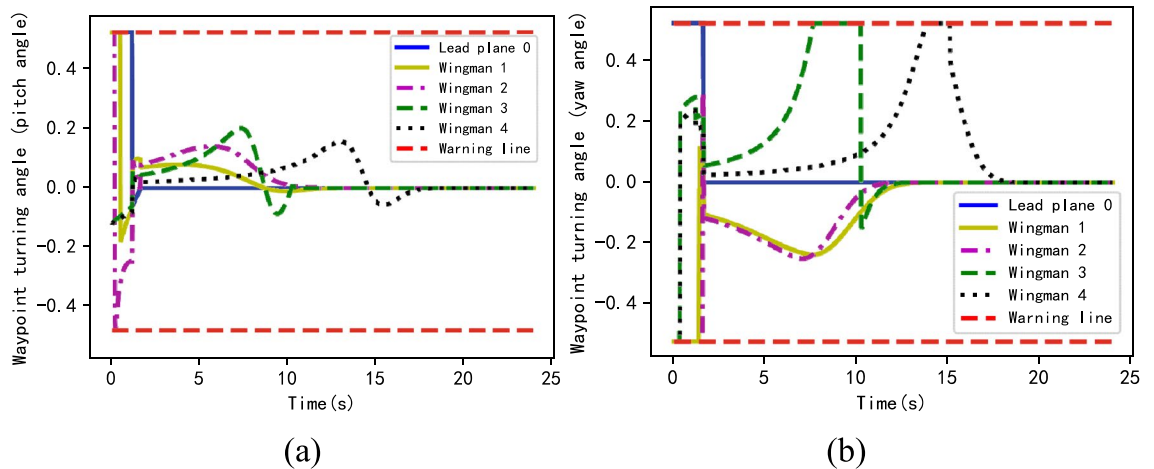 Waypoint turning angle (pitch angle)
0.4
0.2
0.0
-0.2
-0.4
0
5
10
15
20
25
Time(s)
Lead plane 0
Wingman 1
Wingman 2
Wingman 3
Wingman 4
Warning line
(a)
Waypoint turning angle (yaw angle)
0.4
0.2
0.0
-0.2
-0.4
0
5
10
15
20
25
Time(s)
Lead plane 0
Wingman 1
Wingman 2
Wingman 3
Wingman 4
Warning line
(b)